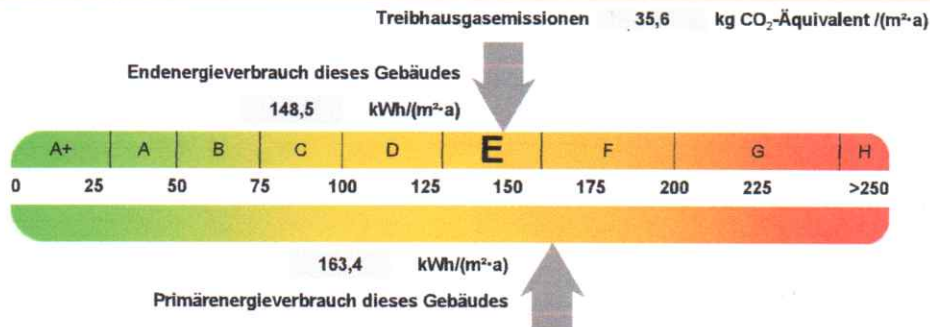 Treibhausgasemissionen 35,6 kg CO₂-Äquivalent /(m²·a)
Endenergieverbrauch dieses Gebäudes
148,5 kWh/(m²·a)
A+ A B C D E F G H
0 25 50 75 100 125 150 175 200 225 >250
163,4 kWh/(m²·a)
Primärenergieverbrauch dieses Gebäudes